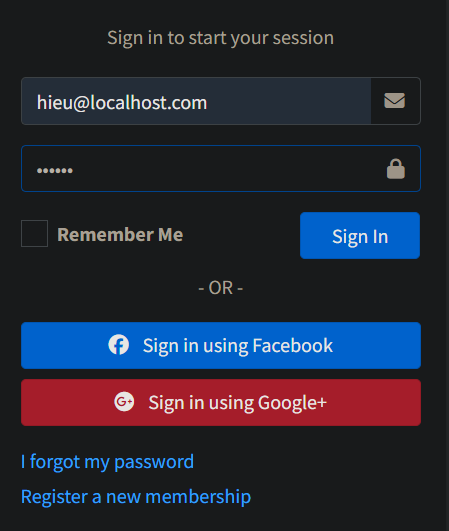 Sign in to start your session
hieu@localhost.com
••••••
Remember Me
Sign In
- OR -
Sign in using Facebook
G+ Sign in using Google+
I forgot my password
Register a new membership